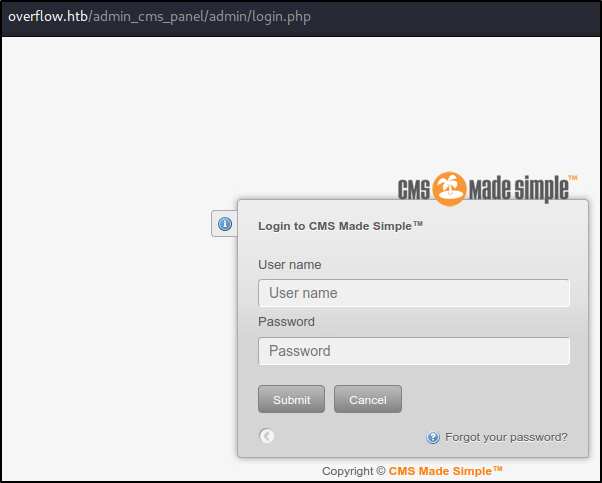 overflow.htb/admin_cms_panel/admin/login.php
CMS Made Simple™
Login to CMS Made Simple™
User name
User name
Password
Password
Submit Cancel
Forgot your password?
Copyright © CMS Made Simple™